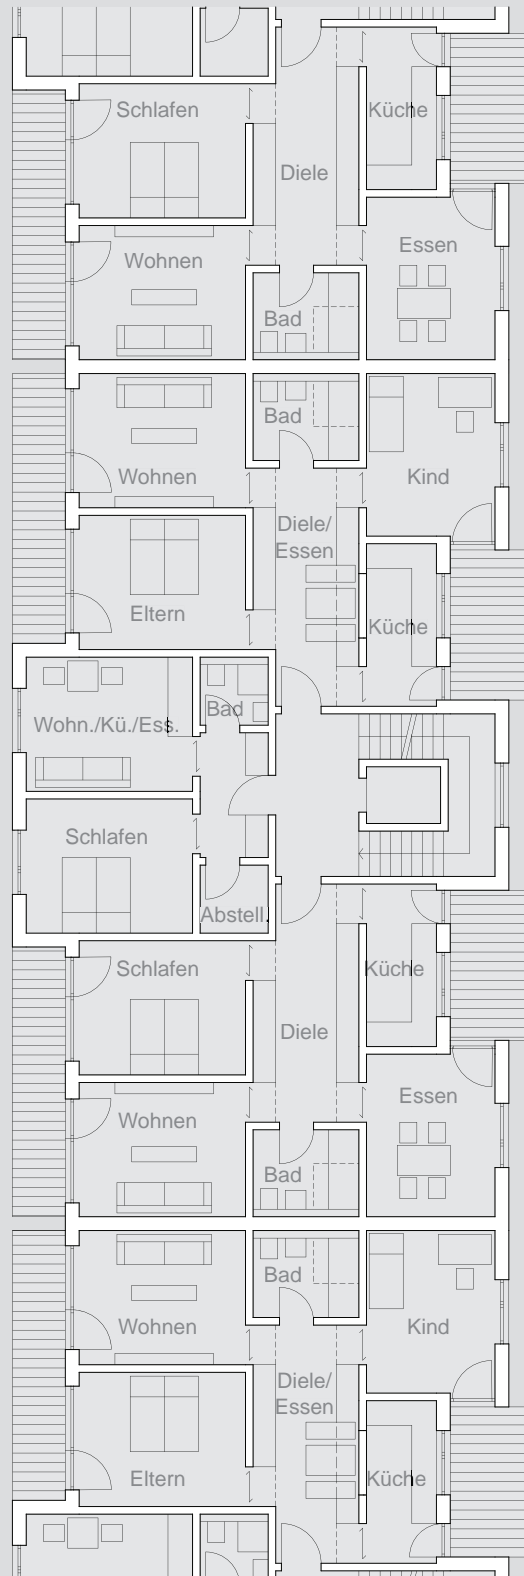 Schlafen
Küche
Diele
Essen
Wohnen
Bad
Bad
Wohnen
Kind
Diele/
Essen
Eltern
Küche
Bad
Wohn./Kü./Ess.
Schlafen
Abstell.
Schlafen
Küche
Diele
Essen
Wohnen
Bad
Bad
Wohnen
Kind
Diele/
Essen
Eltern
Küche